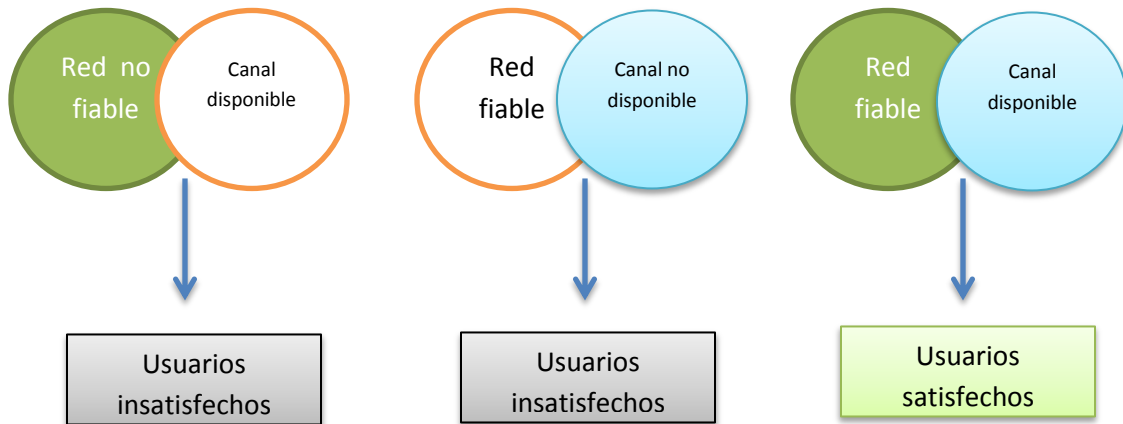 Red no
fiable
Canal
disponible
Red
fiable
Canal no
disponible
Red
fiable
Canal
disponible
Usuarios
insatisfechos
Usuarios
insatisfechos
Usuarios
satisfechos